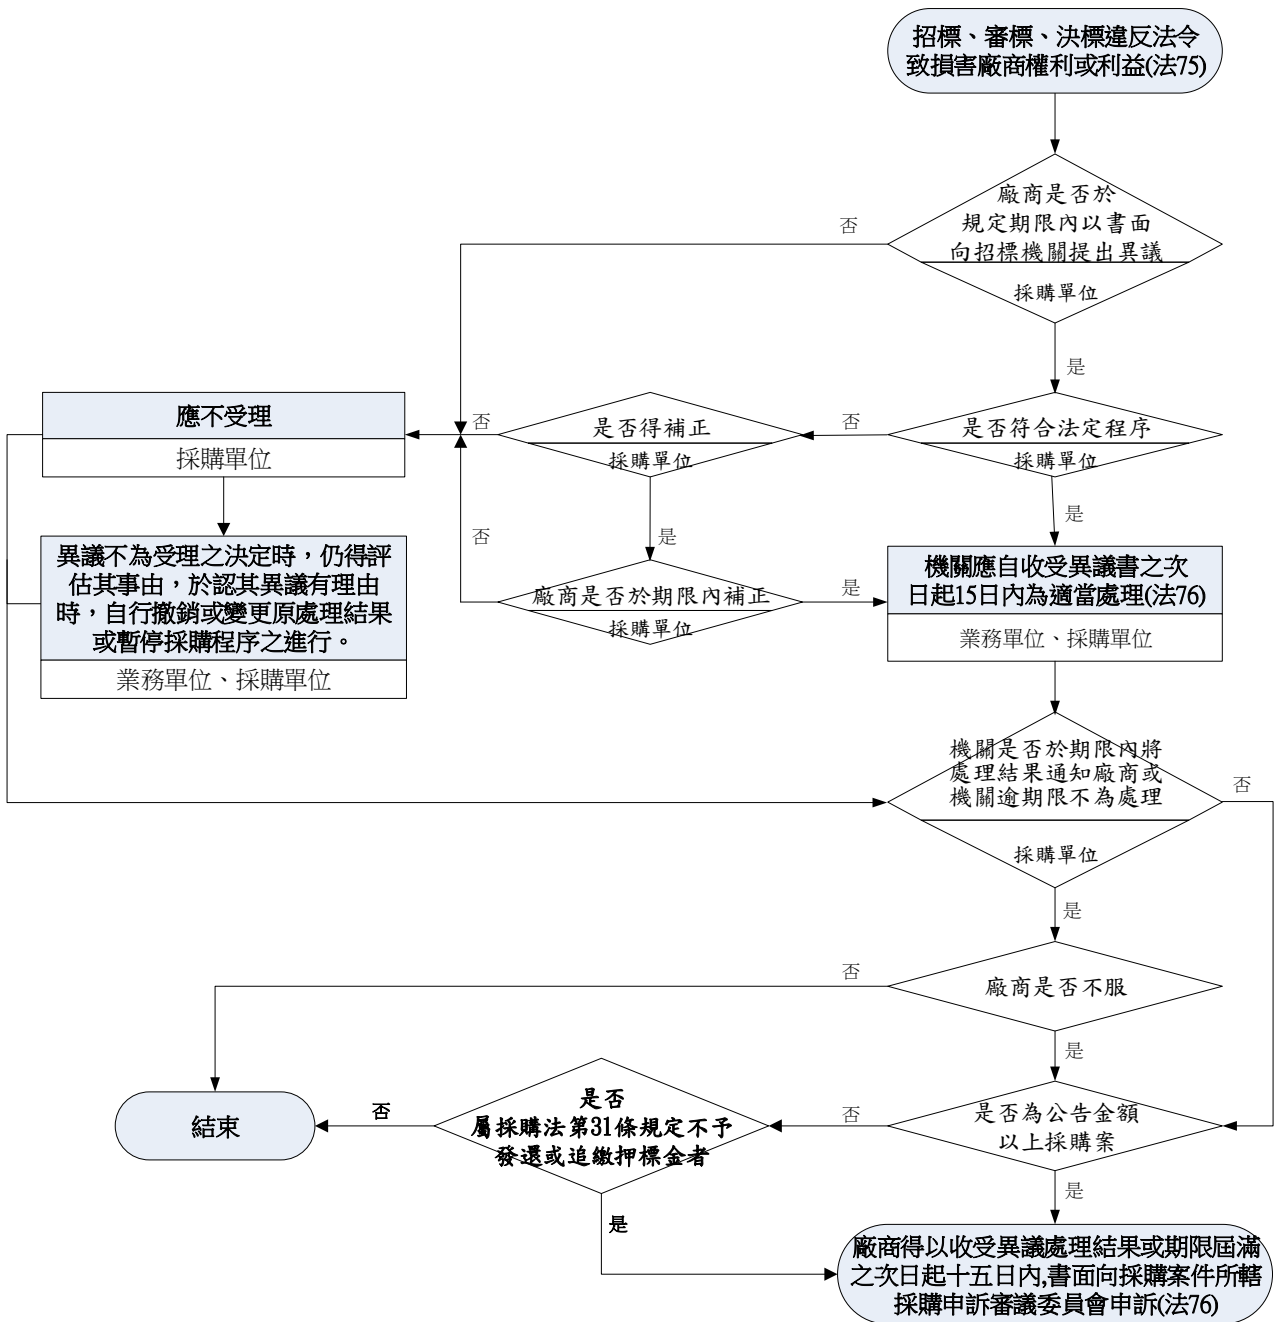 招標、審標、決標違反法令
致損害廠商權利或利益(法75)
廠商是否於
規定期限內以書面
向招標機關提出異議
採購單位
否
是
應不受理
採購單位
否
是否得補正
採購單位
否
是否符合法定程序
採購單位
是
異議不為受理之決定時，仍得評
估其事由，於認其異議有理由
時，自行撤銷或變更原處理結果
或暫停採購程序之進行。
業務單位、採購單位
否
是
廠商是否於期限內補正
採購單位
是
機關應自收受異議書之次
日起15日內為適當處理(法76)
業務單位、採購單位
機關是否於期限內將
處理結果通知廠商或
機關逾期限不為處理
採購單位
否
是
否
廠商是否不服
是
結束
否
是否
屬採購法第31條規定不予
發還或追繳押標金者
否
是否為公告金額
以上採購案
是
是
廠商得以收受異議處理結果或期限屆滿
之次日起十五日內,書面向採購案件所轄
採購申訴審議委員會申訴(法76)